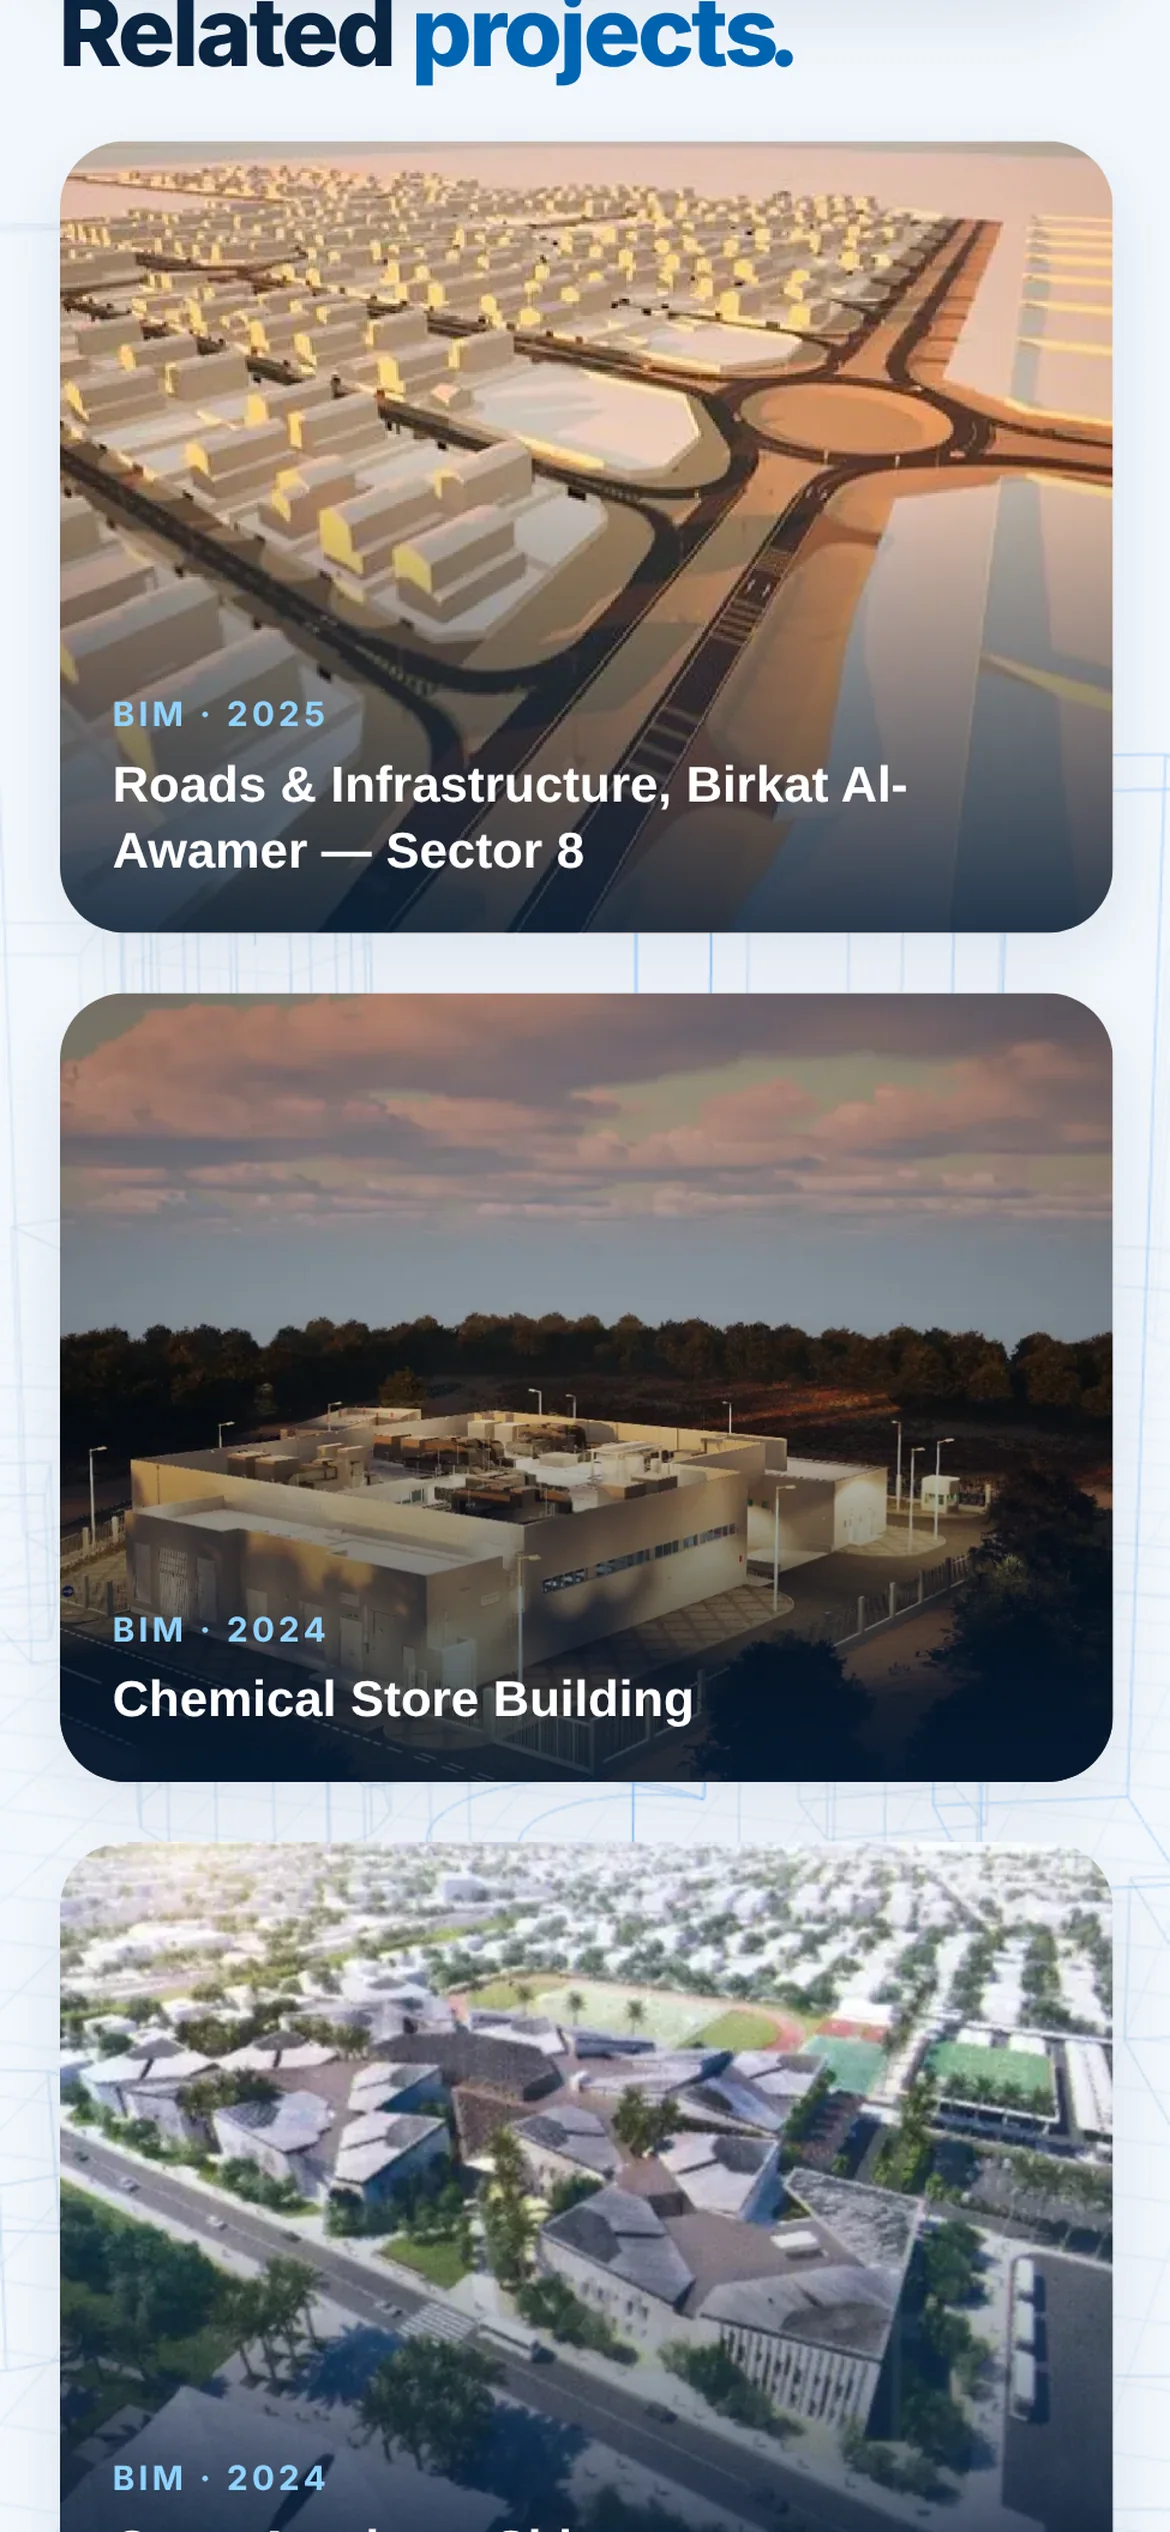 Related projects.
BIM · 2025
Roads & Infrastructure, Birkat Al-
Awamer — Sector 8
BIM · 2024
Chemical Store Building
BIM · 2024